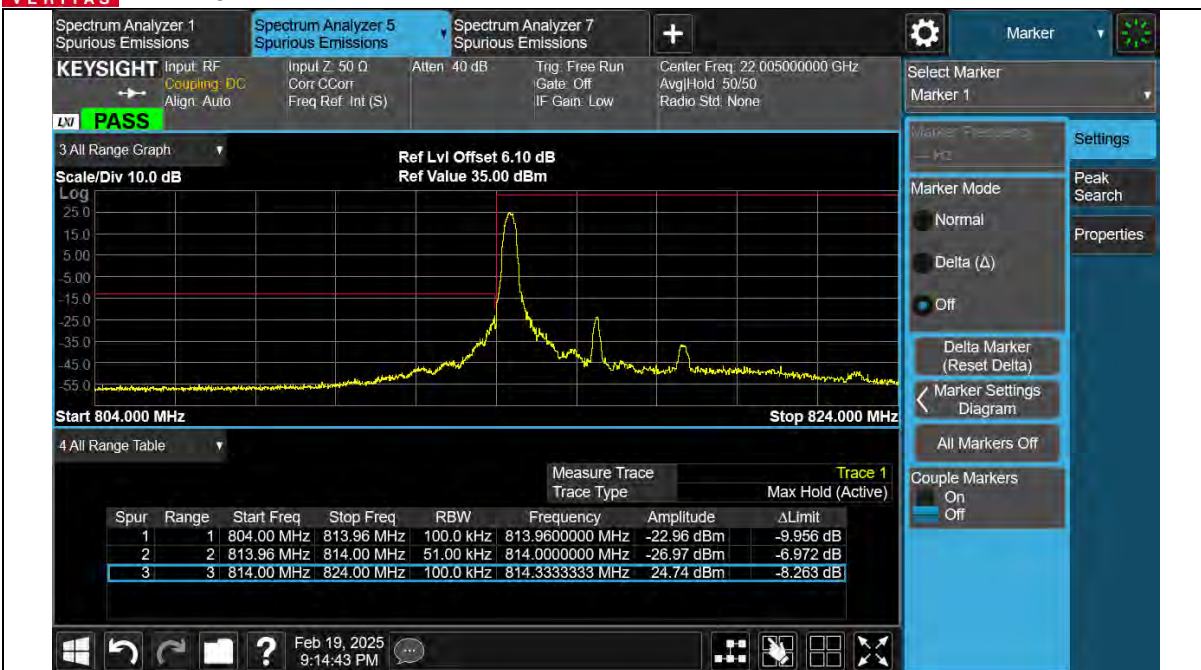 VERITAS
Spectrum Analyzer 1
Spurious Emissions
Spectrum Analyzer 5
Spurious Emissions
Spectrum Analyzer 7
Spurious Emissions
+
Marker
KEYSIGHT
Input: RF
Coupling: DC
Align: Auto
Input Z: 50 Ω
Corr CCorr
Freq Ref: Int (S)
Atten: 40 dB
Trig: Free Run
Gate: Off
IF Gain: Low
Center Freq: 22.005000000 GHz
Avg|Hold: 50/50
Radio Std: None
LXI
PASS
3 All Range Graph
Scale/Div 10.0 dB
Ref Lvl Offset 6.10 dB
Ref Value 35.00 dBm
Log
25.0
15.0
5.00
-5.00
-15.0
-25.0
-35.0
-45.0
-55.0
Start 804.000 MHz
Stop 824.000 MHz
4 All Range Table
Measure Trace Trace 1
Trace Type Max Hold (Active)
Spur Range Start Freq Stop Freq RBW Frequency Amplitude ΔLimit
1 1 804.00 MHz 813.96 MHz 100.0 kHz 813.9600000 MHz -22.96 dBm -9.956 dB
2 2 813.96 MHz 814.00 MHz 51.00 kHz 814.0000000 MHz -26.97 dBm -6.972 dB
3 3 814.00 MHz 824.00 MHz 100.0 kHz 814.3333333 MHz 24.74 dBm -8.263 dB
Select Marker
Marker 1
Marker Frequency
--- Hz
Marker Mode
Normal
Delta (Δ)
Off
Delta Marker
(Reset Delta)
Marker Settings
Diagram
All Markers Off
Couple Markers
On
Off
Settings
Peak
Search
Properties
?
Feb 19, 2025
9:14:43 PM